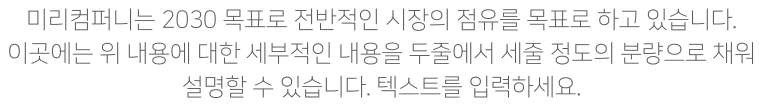 미리컴퍼니는 2030 목표로 전반적인 시장의 점유를 목표로 하고 있습니다.
이곳에는 위 내용에 대한 세부적인 내용을 두줄에서 세줄 정도의 분량으로 채워
설명할 수 있습니다. 텍스트를 입력하세요.